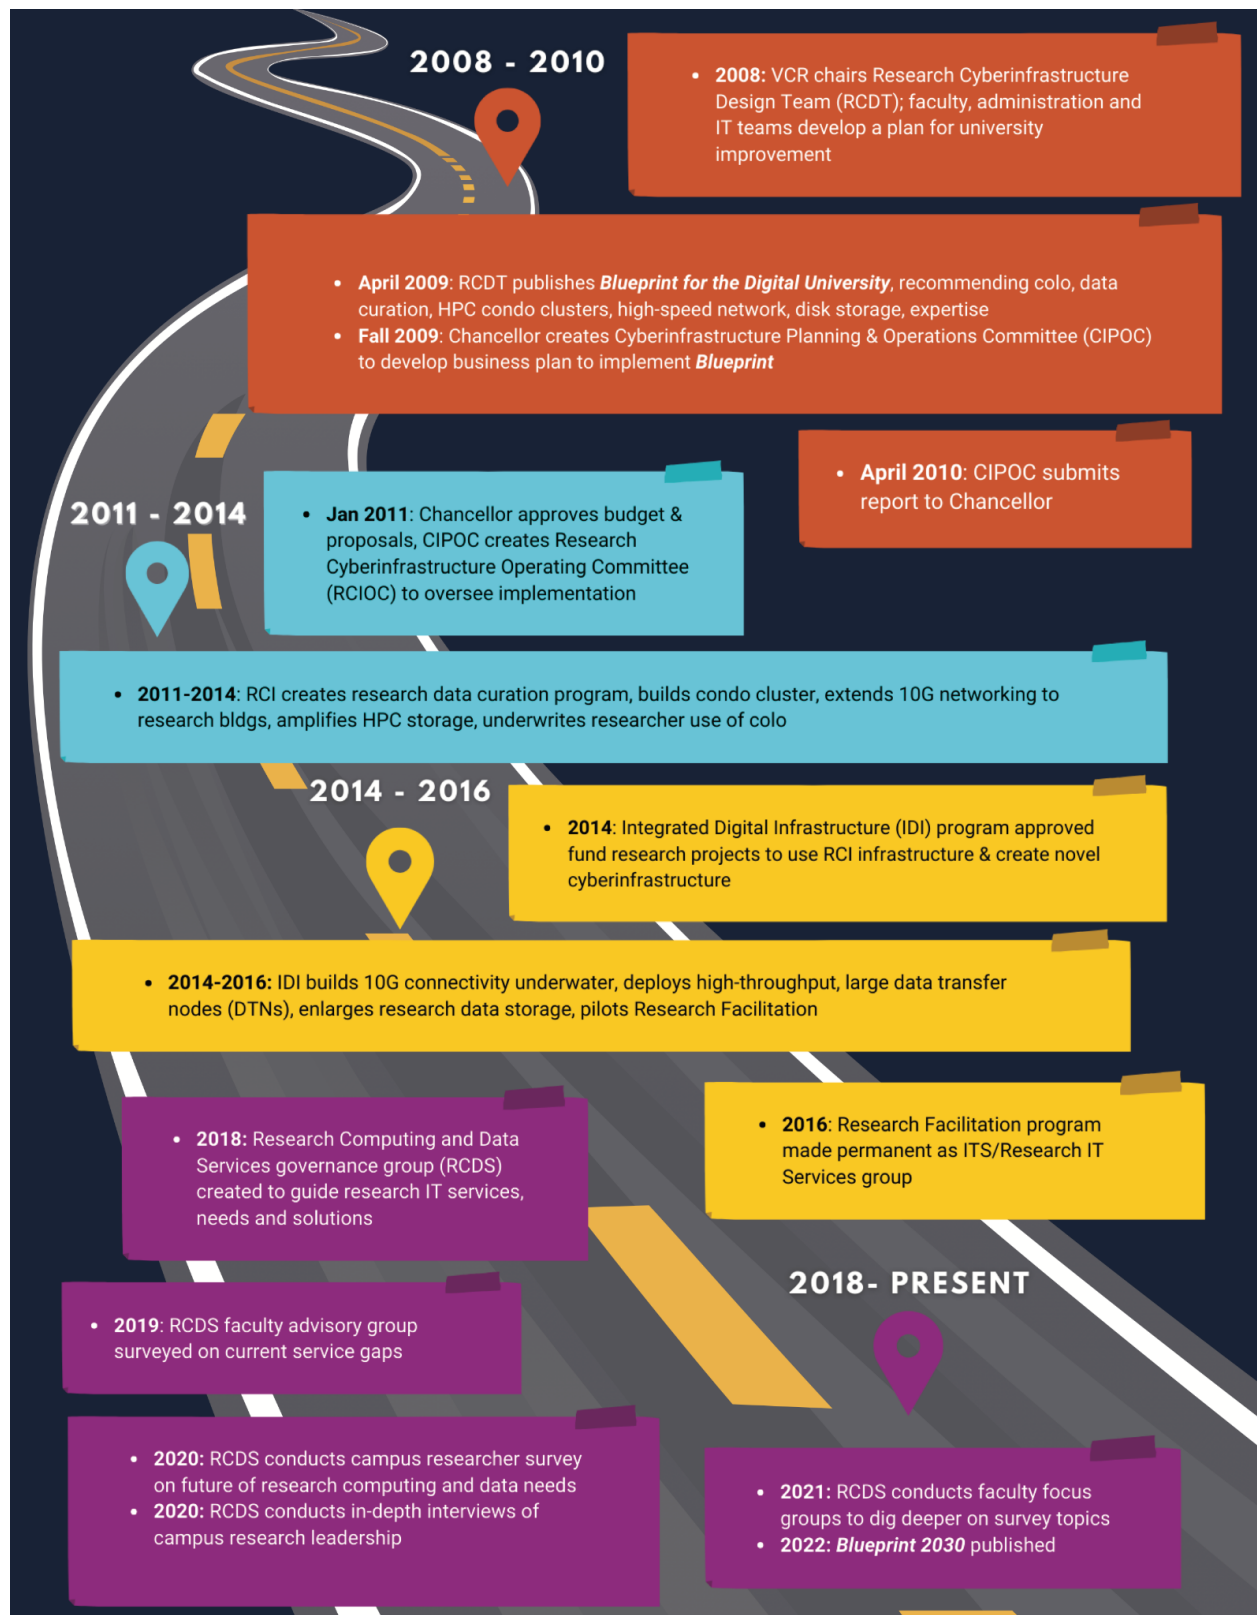 2008 - 2010
• 2008: VCR chairs Research Cyberinfrastructure
Design Team (RCDT); faculty, administration and
IT teams develop a plan for university
improvement
• April 2009: RCDT publishes Blueprint for the Digital University, recommending colo, data
curation, HPC condo clusters, high-speed network, disk storage, expertise
• Fall 2009: Chancellor creates Cyberinfrastructure Planning & Operations Committee (CIPOC)
to develop business plan to implement Blueprint
• April 2010: CIPOC submits
report to Chancellor
2011 - 2014
• Jan 2011: Chancellor approves budget &
proposals, CIPOC creates Research
Cyberinfrastructure Operating Committee
(RCIOC) to oversee implementation
• 2011-2014: RCI creates research data curation program, builds condo cluster, extends 10G networking to
research bldgs, amplifies HPC storage, underwrites researcher use of colo
2014 - 2016
• 2014: Integrated Digital Infrastructure (IDI) program approved
fund research projects to use RCI infrastructure & create novel
cyberinfrastructure
• 2014-2016: IDI builds 10G connectivity underwater, deploys high-throughput, large data transfer
nodes (DTNs), enlarges research data storage, pilots Research Facilitation
• 2016: Research Facilitation program
made permanent as ITS/Research IT
Services group
2018- PRESENT
• 2018: Research Computing and Data
Services governance group (RCDS)
created to guide research IT services,
needs and solutions
• 2019: RCDS faculty advisory group
surveyed on current service gaps
• 2020: RCDS conducts campus researcher survey
on future of research computing and data needs
• 2020: RCDS conducts in-depth interviews of
campus research leadership
• 2021: RCDS conducts faculty focus
groups to dig deeper on survey topics
• 2022: Blueprint 2030 published